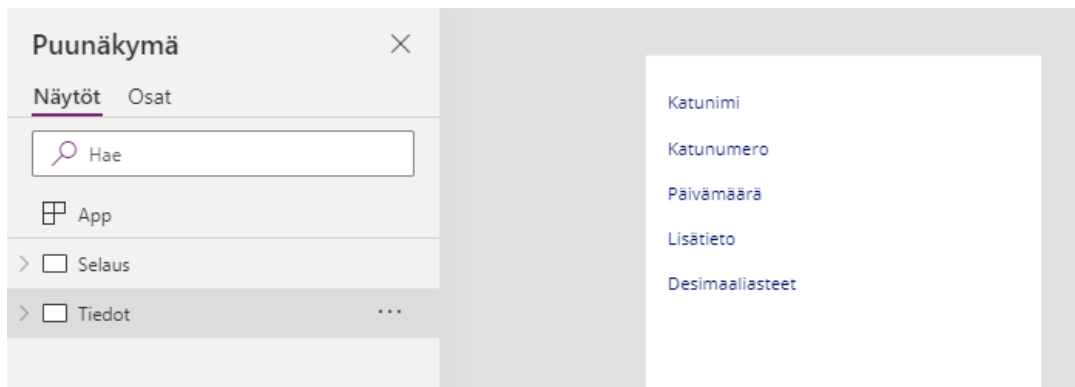 Puunäkymä
Näytöt Osat
Hae
App
Selaus
Tiedot
Katunimi
Katunumero
Päivämäärä
Lisätieto
Desimaaliasteet